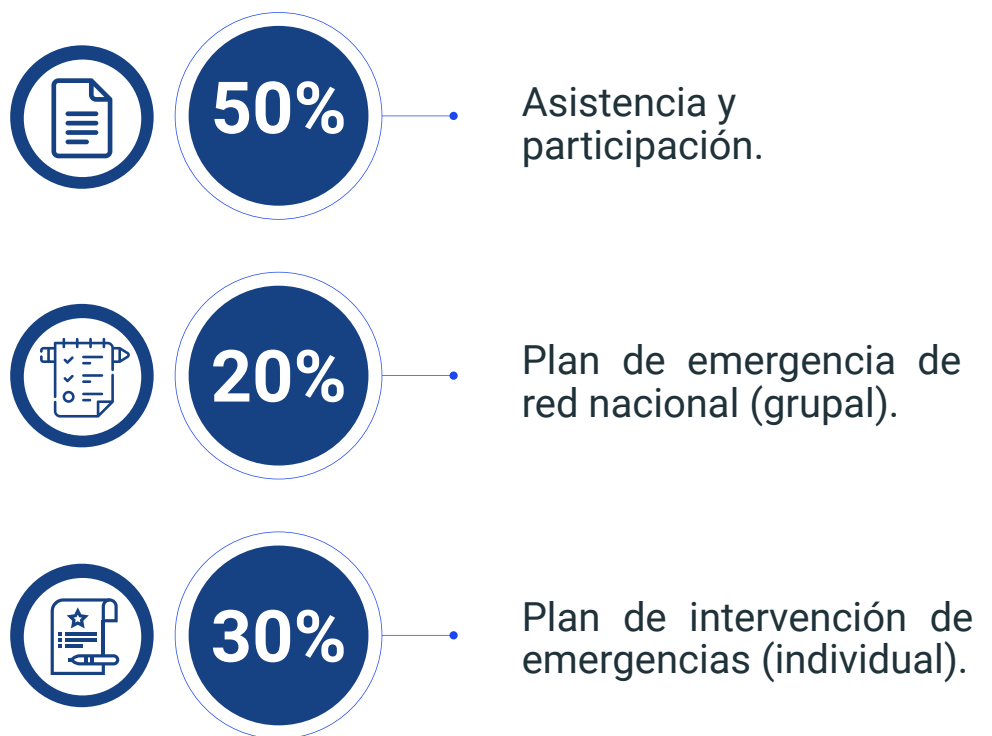 50%
Asistencia y
participación.
20%
Plan de emergencia de
red nacional (grupal).
30%
Plan de intervención de
emergencias (individual).